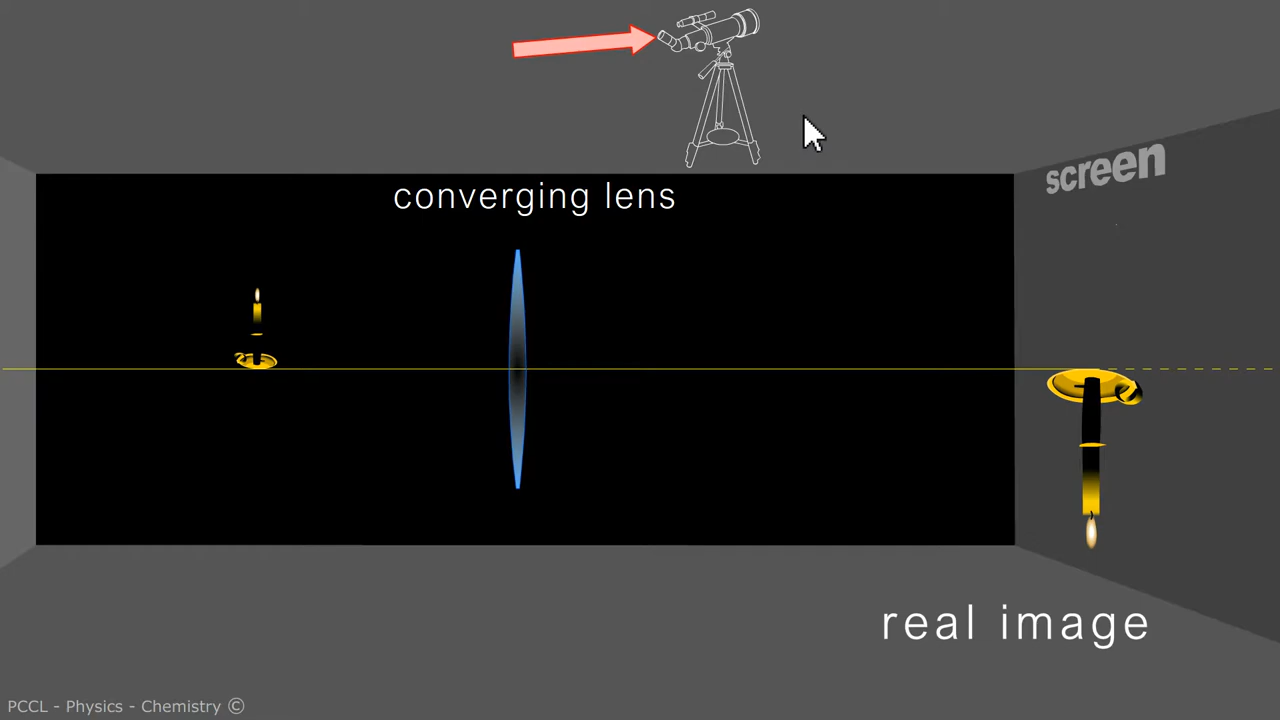 screen
converging lens
real image
PCCL - Physics - Chemistry ©